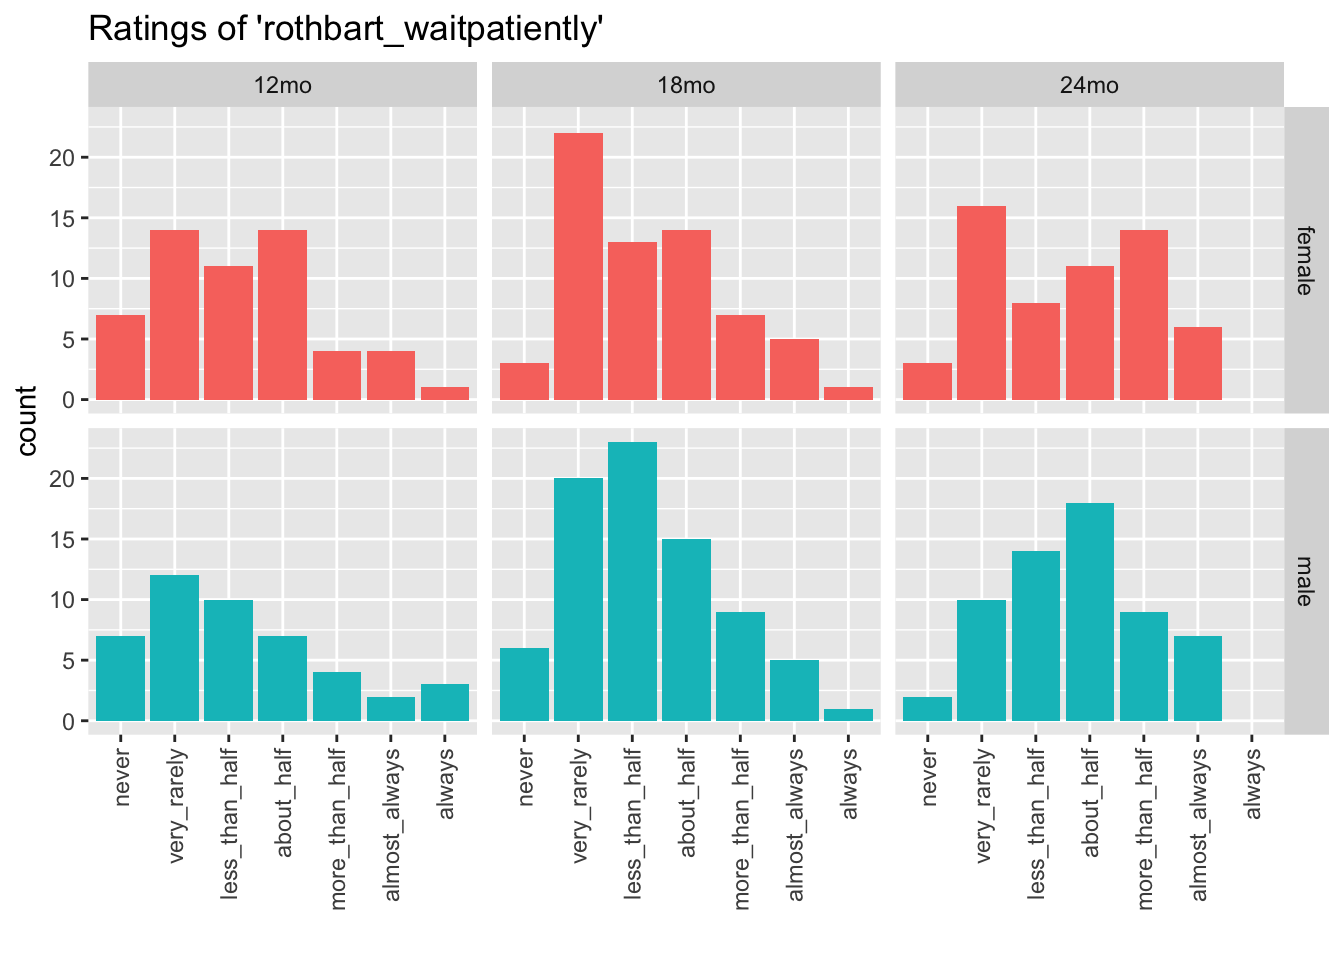 Ratings of 'rothbart_waitpatiently'
12mo 18mo 24mo
count
20
15
10
5
0
female
20
15
10
5
0
male
never very_rarely less_than_half about_half more_than_half almost_always always
never very_rarely less_than_half about_half more_than_half almost_always always
never very_rarely less_than_half about_half more_than_half almost_always always